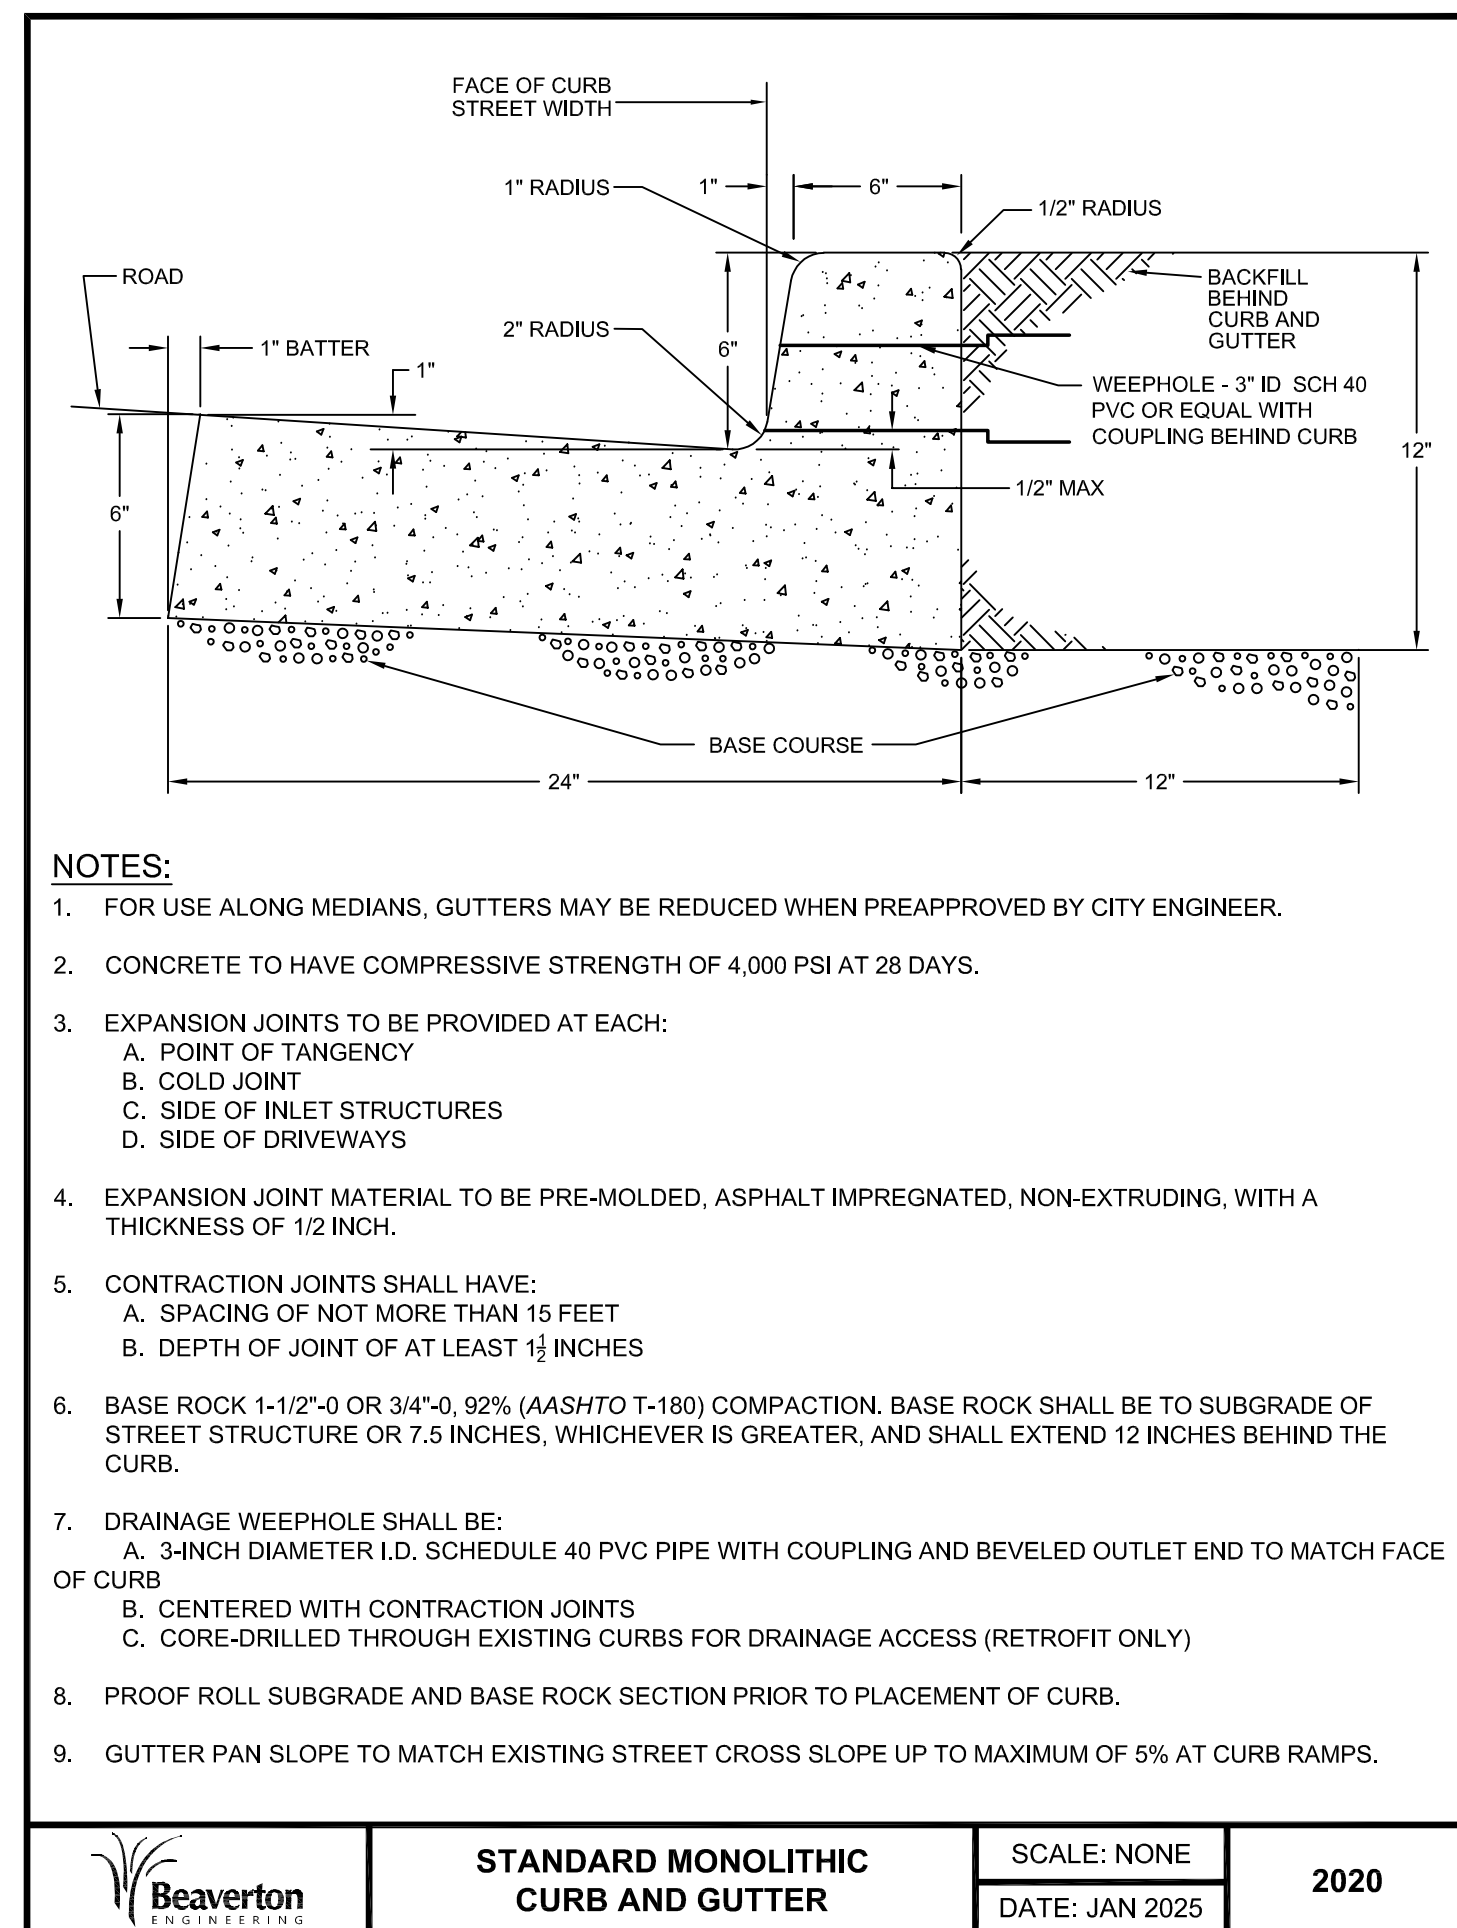 FACE OF CURB
STREET WIDTH
1" RADIUS
1"
6"
1/2" RADIUS
ROAD
BACKFILL
BEHIND
CURB AND
GUTTER
2" RADIUS
6"
1" BATTER
1"
WEEPHOLE - 3" ID SCH 40
PVC OR EQUAL WITH
COUPLING BEHIND CURB
12"
1/2" MAX
6"
BASE COURSE
24"
12"
NOTES:
1. FOR USE ALONG MEDIANS, GUTTERS MAY BE REDUCED WHEN PREAPPROVED BY CITY ENGINEER.
2. CONCRETE TO HAVE COMPRESSIVE STRENGTH OF 4,000 PSI AT 28 DAYS.
3. EXPANSION JOINTS TO BE PROVIDED AT EACH:
A. POINT OF TANGENCY
B. COLD JOINT
C. SIDE OF INLET STRUCTURES
D. SIDE OF DRIVEWAYS
4. EXPANSION JOINT MATERIAL TO BE PRE-MOLDED, ASPHALT IMPREGNATED, NON-EXTRUDING, WITH A
THICKNESS OF 1/2 INCH.
5. CONTRACTION JOINTS SHALL HAVE:
A. SPACING OF NOT MORE THAN 15 FEET
B. DEPTH OF JOINT OF AT LEAST 1½ INCHES
6. BASE ROCK 1-1/2"-0 OR 3/4"-0, 92% (AASHTO T-180) COMPACTION. BASE ROCK SHALL BE TO SUBGRADE OF
STREET STRUCTURE OR 7.5 INCHES, WHICHEVER IS GREATER, AND SHALL EXTEND 12 INCHES BEHIND THE
CURB.
7. DRAINAGE WEEPHOLE SHALL BE:
A. 3-INCH DIAMETER I.D. SCHEDULE 40 PVC PIPE WITH COUPLING AND BEVELED OUTLET END TO MATCH FACE
OF CURB
B. CENTERED WITH CONTRACTION JOINTS
C. CORE-DRILLED THROUGH EXISTING CURBS FOR DRAINAGE ACCESS (RETROFIT ONLY)
8. PROOF ROLL SUBGRADE AND BASE ROCK SECTION PRIOR TO PLACEMENT OF CURB.
9. GUTTER PAN SLOPE TO MATCH EXISTING STREET CROSS SLOPE UP TO MAXIMUM OF 5% AT CURB RAMPS.
Beaverton
ENGINEERING
STANDARD MONOLITHIC
CURB AND GUTTER
SCALE: NONE
DATE: JAN 2025
2020